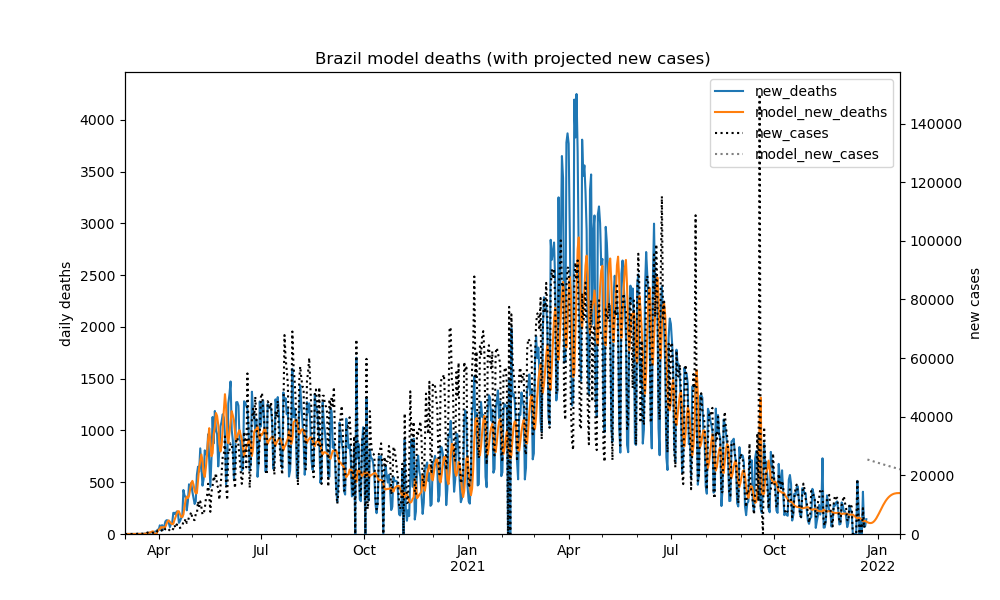 Brazil model deaths (with projected new cases)
new_deaths
model_new_deaths
new_cases
model_new_cases
daily deaths
4000
3500
3000
2500
2000
1500
1000
500
0
140000
120000
100000
80000
60000
40000
20000
0
new cases
Apr
Jul
Oct
Jan
2021
Apr
Jul
Oct
Jan
2022